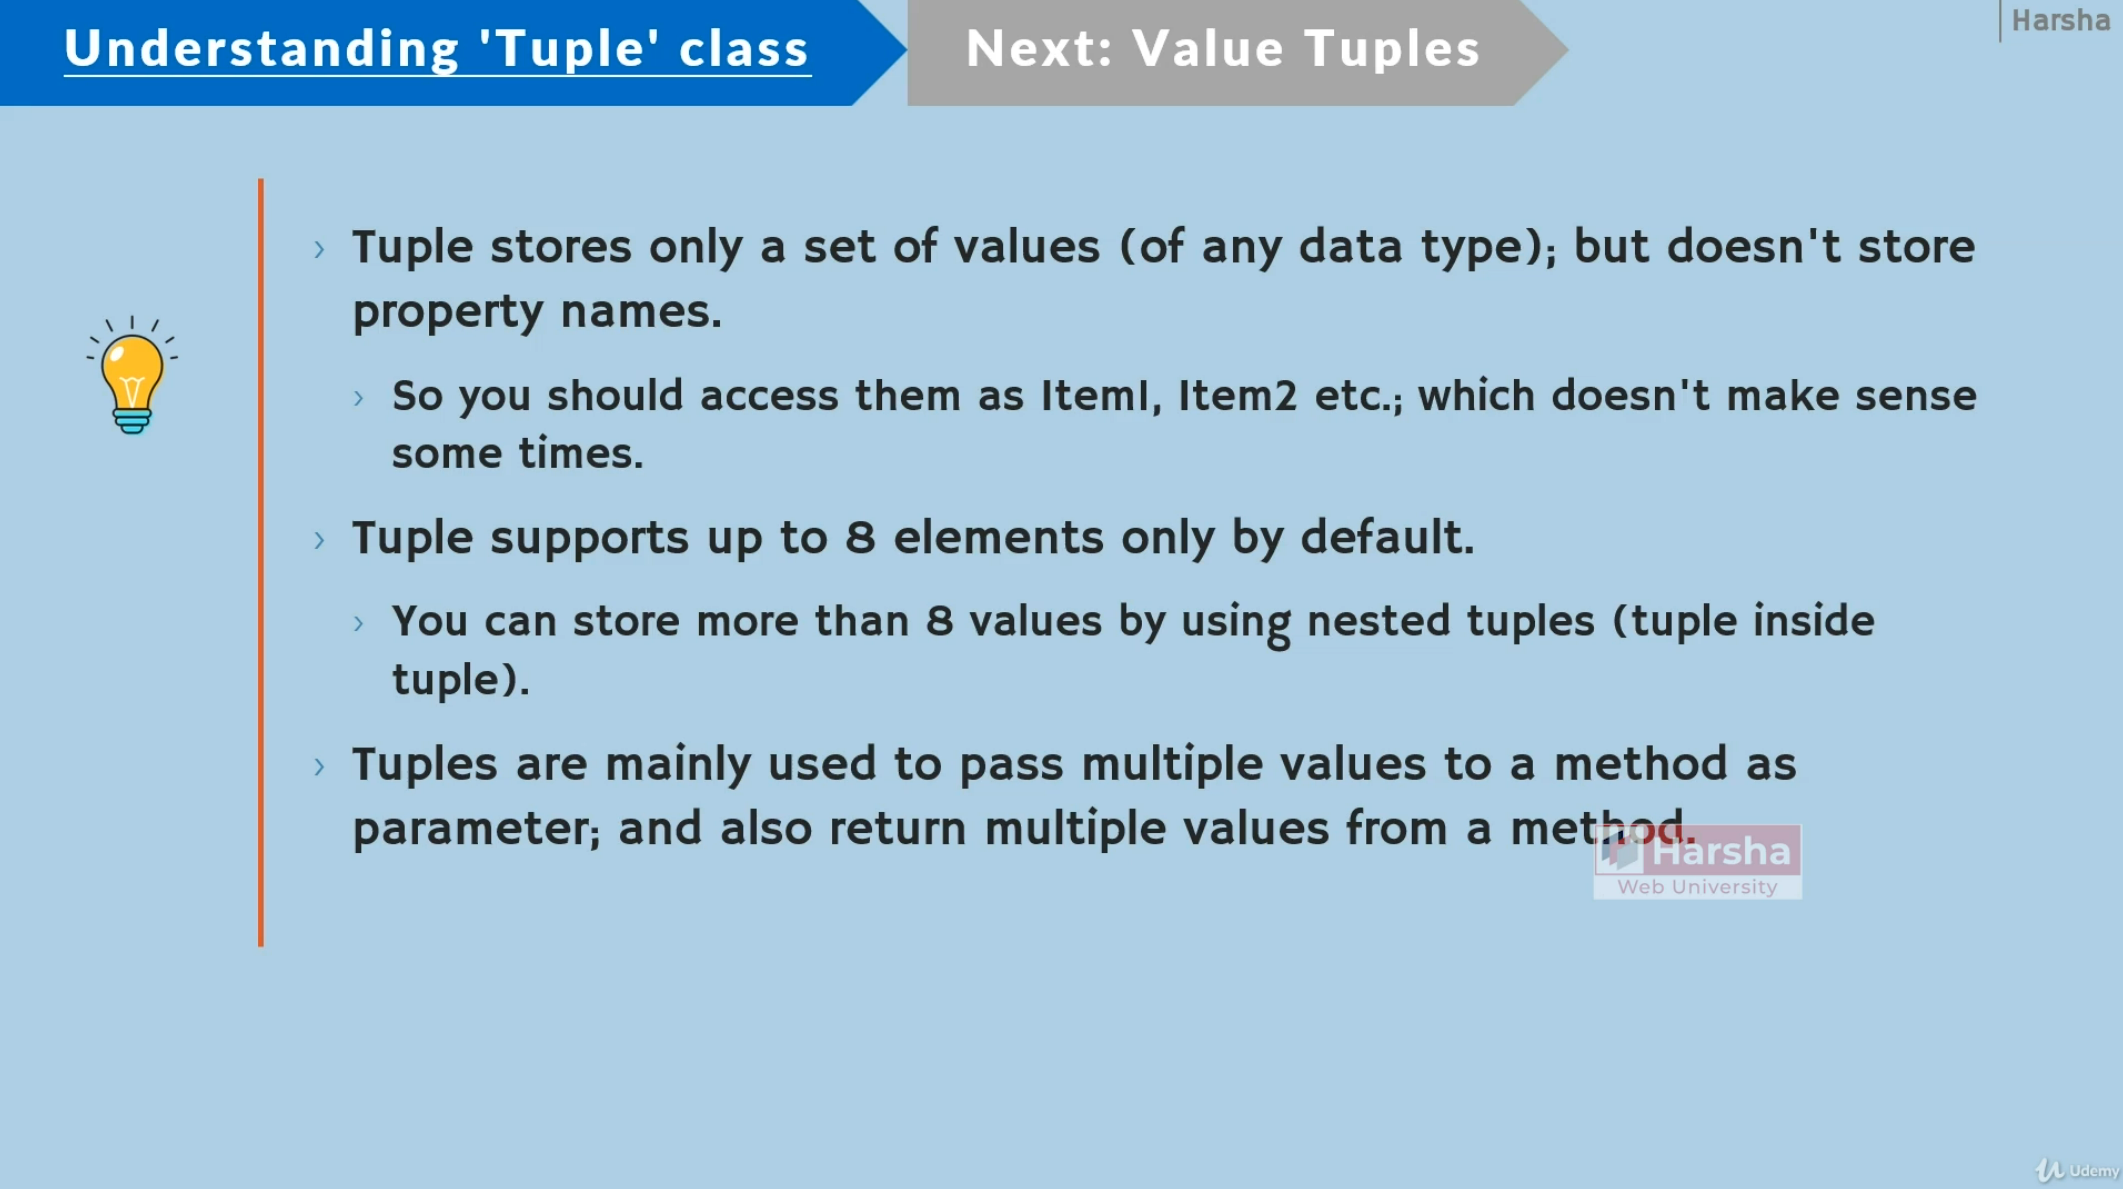 Understanding 'Tuple' class
Next: Value Tuples
Harsha
› Tuple stores only a set of values (of any data type); but doesn't store
property names.
› So you should access them as Item1, Item2 etc.; which doesn't make sense
some times.
› Tuple supports up to 8 elements only by default.
› You can store more than 8 values by using nested tuples (tuple inside
tuple).
› Tuples are mainly used to pass multiple values to a method as
parameter; and also return multiple values from a method.
Harsha
Web University
Udemy